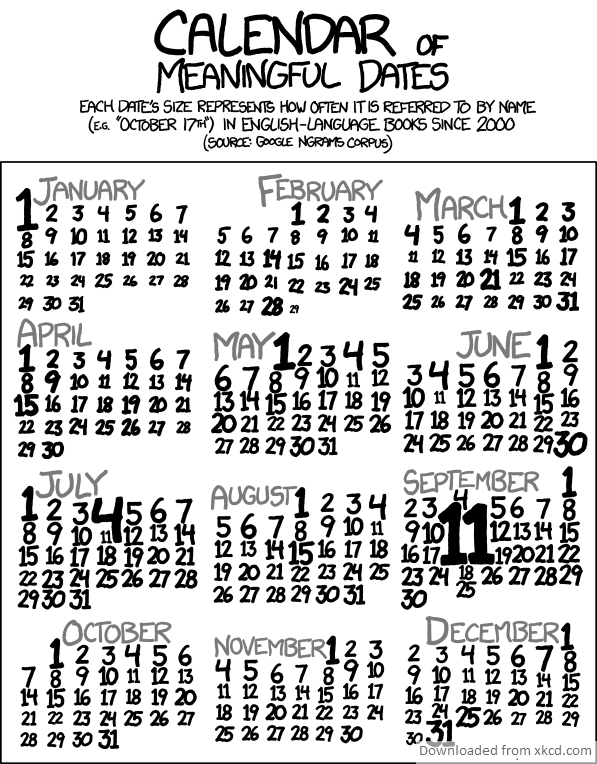 CALENDAR OF
MEANINGFUL DATES
EACH DATE'S SIZE REPRESENTS HOW OFTEN IT IS REFERRED TO BY NAME
(E.G. "OCTOBER 17TH") IN ENGLISH-LANGUAGE BOOKS SINCE 2000
(SOURCE: GOOGLE NGRAMS CORPUS)
JANUARY
1 2 3 4 5 6 7
8 9 10 11 12 13 14
15 16 17 18 19 20 21
22 23 24 25 26 27 28
29 30 31
FEBRUARY
1 2 3 4
5 6 7 8 9 10 11
12 13 14 15 16 17 18
19 20 21 22 23 24 25
26 27 28 29
MARCH 1 2 3
4 5 6 7 8 9 10
11 12 13 14 15 16 17
18 19 20 21 22 23 24
25 26 27 28 29 30 31
APRIL
1 2 3 4 5 6 7
8 9 10 11 12 13 14
15 16 17 18 19 20 21
22 23 24 25 26 27 28
29 30
MAY 1 2 3 4 5
6 7 8 9 10 11 12
13 14 15 16 17 18 19
20 21 22 23 24 25 26
27 28 29 30 31
JUNE 1 2
3 4 5 6 7 8 9
10 11 12 13 14 15 16
17 18 19 20 21 22 23
24 25 26 27 28 29 30
JULY
1 2 3 4 5 6 7
8 9 10 11 12 13 14
15 16 17 18 19 20 21
22 23 24 25 26 27 28
29 30 31
AUGUST 1 2 3 4
5 6 7 8 9 10 11
12 13 14 15 16 17 18
19 20 21 22 23 24 25
26 27 28 29 30 31
SEPTEMBER 1
2 3 4 5 6 7 8
9 10 11 12 13 14 15
16 17 18 19 20 21 22
23 24 25 26 27 28 29
30
OCTOBER
1 2 3 4 5 6
7 8 9 10 11 12 13
14 15 16 17 18 19 20
21 22 23 24 25 26 27
28 29 30 31
NOVEMBER 1 2 3
4 5 6 7 8 9 10
11 12 13 14 15 16 17
18 19 20 21 22 23 24
25 26 27 28 29 30
DECEMBER 1
2 3 4 5 6 7 8
9 10 11 12 13 14 15
16 17 18 19 20 21 22
23 24 25 26 27 28 29
30 31
Downloaded from xkcd.com